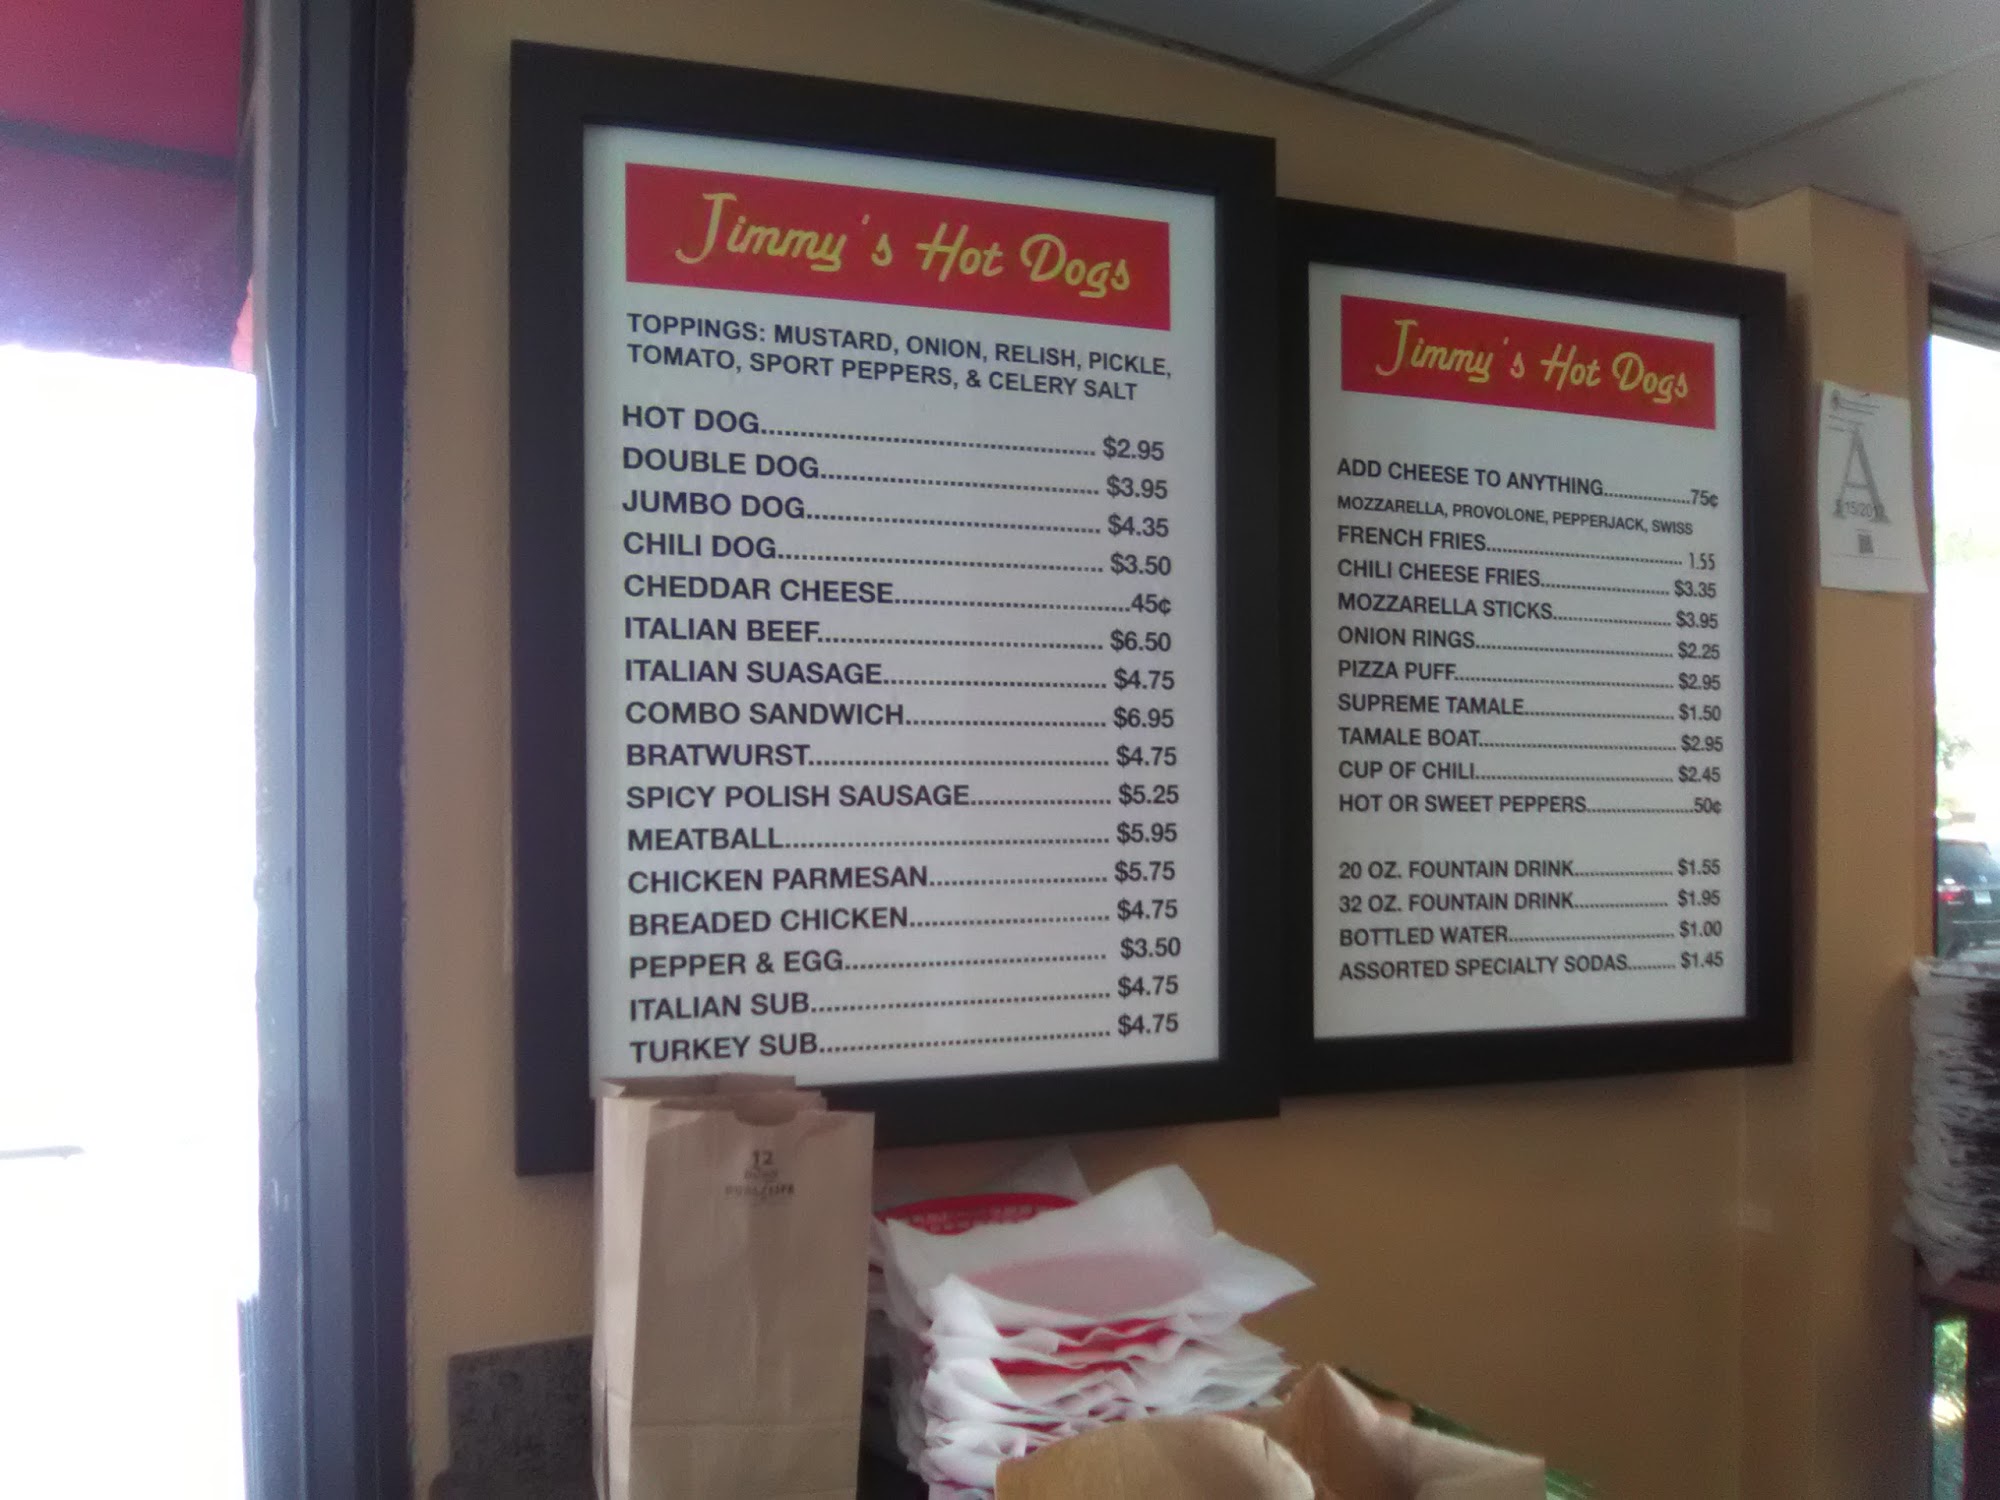 Jimmy's Hot Dogs
TOPPINGS: MUSTARD, ONION, RELISH, PICKLE,
TOMATO, SPORT PEPPERS, & CELERY SALT
HOT DOG.......................................... $2.95
DOUBLE DOG................................... $3.95
JUMBO DOG..................................... $4.35
CHILI DOG......................................... $3.50
CHEDDAR CHEESE..............................45¢
ITALIAN BEEF.................................... $6.50
ITALIAN SUASAGE............................ $4.75
COMBO SANDWICH......................... $6.95
BRATWURST...................................... $4.75
SPICY POLISH SAUSAGE.................. $5.25
MEATBALL......................................... $5.95
CHICKEN PARMESAN....................... $5.75
BREADED CHICKEN......................... $4.75
PEPPER & EGG................................. $3.50
ITALIAN SUB...................................... $4.75
TURKEY SUB..................................... $4.75
Jimmy's Hot Dogs
ADD CHEESE TO ANYTHING.................75¢
MOZZARELLA, PROVOLONE, PEPPERJACK, SWISS
FRENCH FRIES....................................... 1.55
CHILI CHEESE FRIES.......................... $3.35
MOZZARELLA STICKS........................ $3.95
ONION RINGS....................................... $2.25
PIZZA PUFF............................................ $2.95
SUPREME TAMALE.............................. $1.50
TAMALE BOAT....................................... $2.95
CUP OF CHILI........................................ $2.45
HOT OR SWEET PEPPERS.....................50¢
20 OZ. FOUNTAIN DRINK.................... $1.55
32 OZ. FOUNTAIN DRINK................... $1.95
BOTTLED WATER................................. $1.00
ASSORTED SPECIALTY SODAS.......... $1.45
A
12